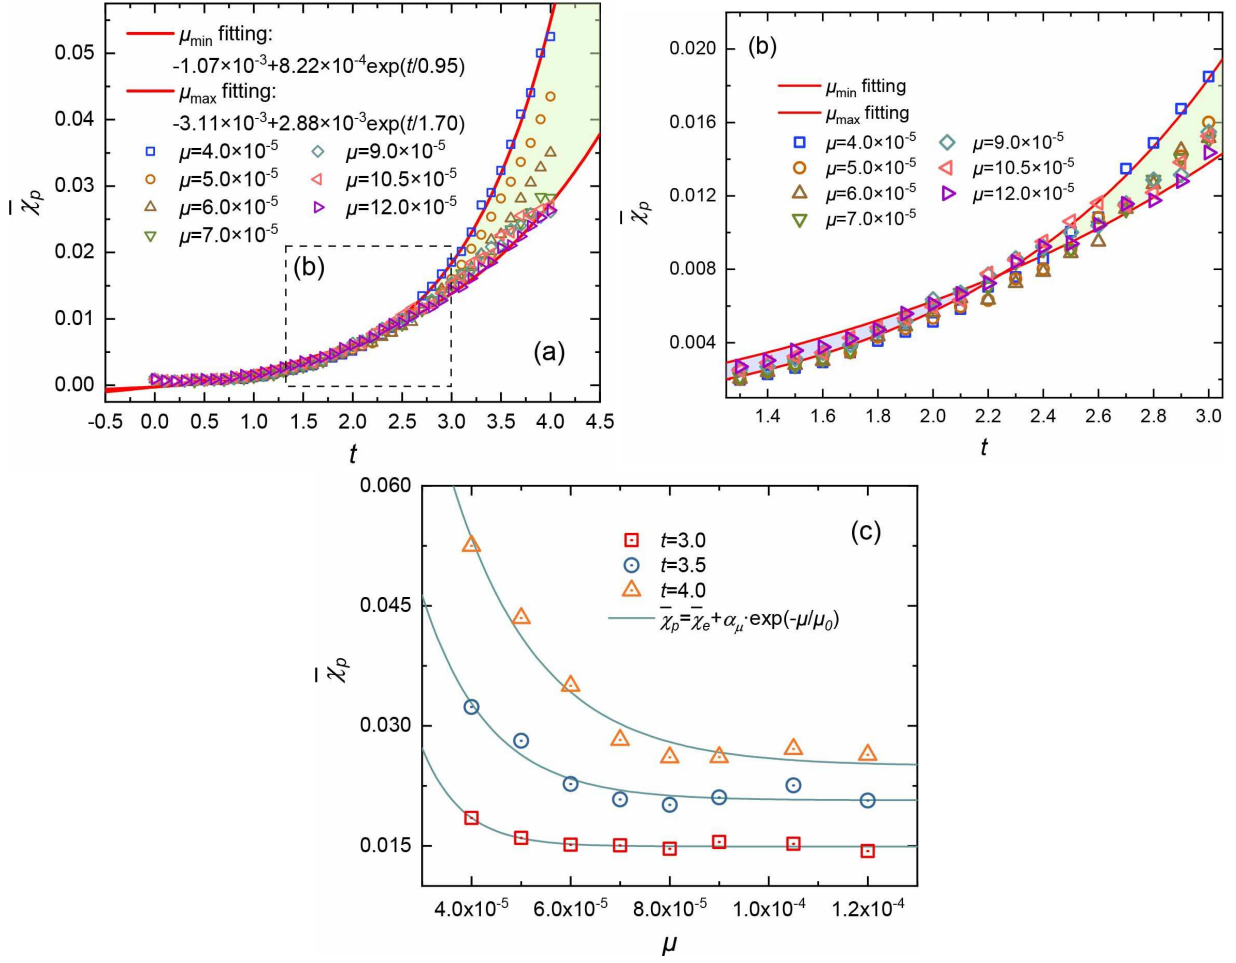 0.05
0.04
0.03
0.02
0.01
0.00
χ̄p
μmin fitting:
-1.07×10-3+8.22×10-4exp(t/0.95)
μmax fitting:
-3.11×10-3+2.88×10-3exp(t/1.70)
μ=4.0×10-5 μ=9.0×10-5
μ=5.0×10-5 μ=10.5×10-5
μ=6.0×10-5 μ=12.0×10-5
μ=7.0×10-5
(b)
(a)
-0.5 0.0 0.5 1.0 1.5 2.0 2.5 3.0 3.5 4.0 4.5
t
0.020
0.016
0.012
0.008
0.004
χ̄p
(b)
μmin fitting
μmax fitting
μ=4.0×10-5 μ=9.0×10-5
μ=5.0×10-5 μ=10.5×10-5
μ=6.0×10-5 μ=12.0×10-5
μ=7.0×10-5
1.4 1.6 1.8 2.0 2.2 2.4 2.6 2.8 3.0
t
0.060
0.045
0.030
0.015
χ̄p
(c)
t=3.0
t=3.5
t=4.0
χ̄p=χ̄e+αμ·exp(-μ/μ0)
4.0x10-5 6.0x10-5 8.0x10-5 1.0x10-4 1.2x10-4
μ